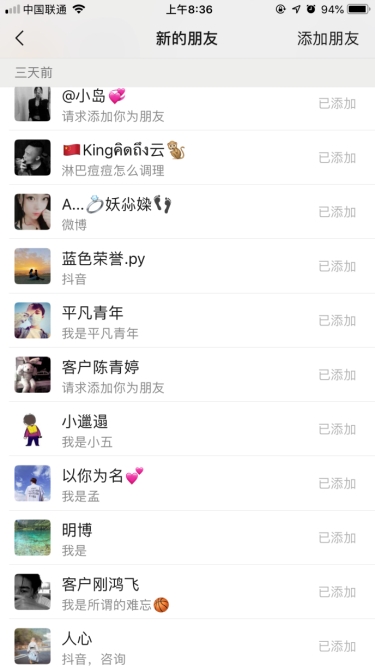 中国联通 上午8:36 94%
新的朋友 添加朋友
三天前
@小岛💞
请求添加你为朋友 已添加
🇨🇳Kingคิดถึง云🐒
淋巴痘痘怎么调理 已添加
A...💍妖尛㜮👣
微博 已添加
蓝色荣誉.py
抖音 已添加
平凡青年
我是平凡青年 已添加
客户陈青婷
请求添加你为朋友 已添加
小邋遢
我是小五 已添加
以你为名💕
我是孟 已添加
明博
我是 已添加
客户刚鸿飞
我是所谓的难忘🏀 已添加
人心
抖音，咨询 已添加